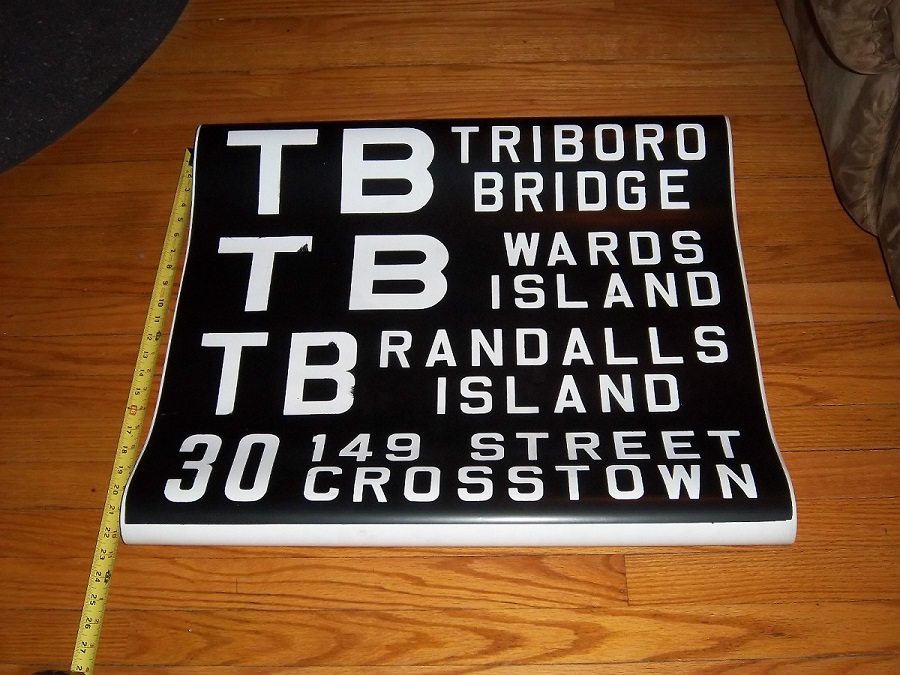 TB TRIBORO
BRIDGE
TB WARDS
ISLAND
TB RANDALLS
ISLAND
30 149 STREET
CROSSTOWN